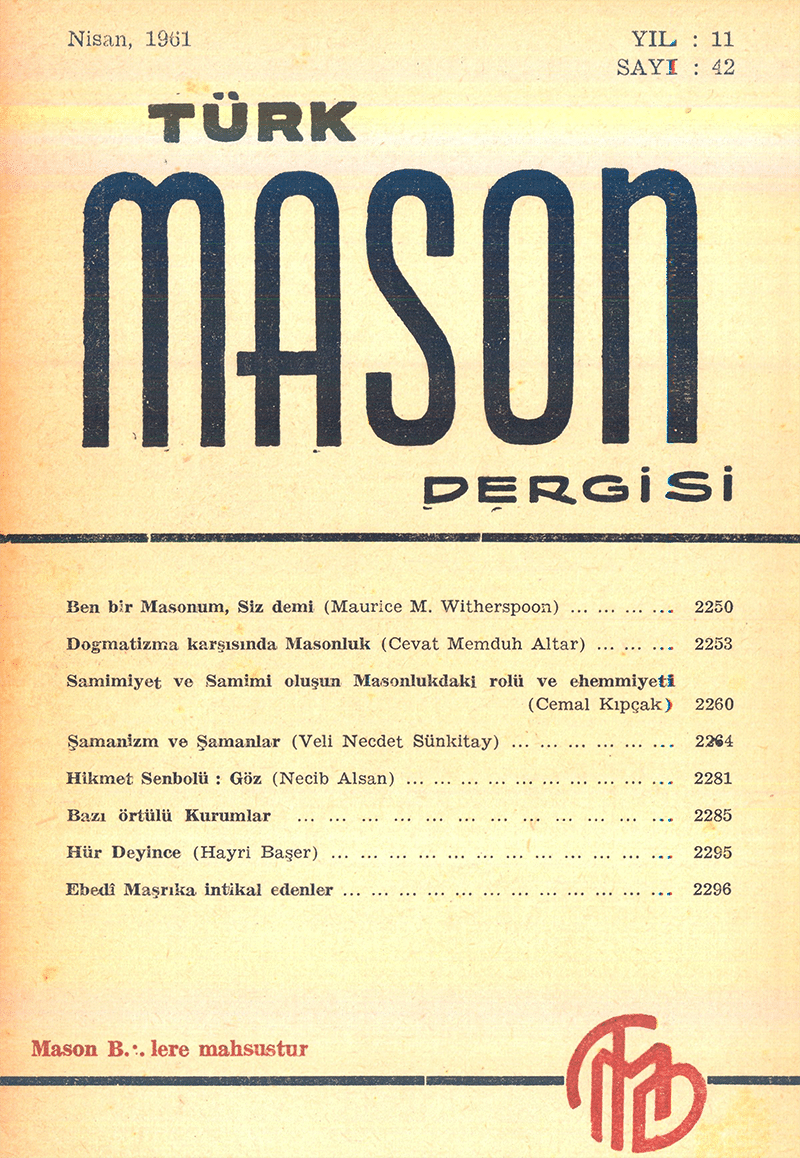 Nisan, 1961
YIL : 11
SAYI : 42
TÜRK
MASON
DERGİSİ
Ben bir Masonum, Siz demi (Maurice M. Witherspoon) ... ... ... ... 2250
Dogmatizma karşısında Masonluk (Cevat Memduh Altar) ... ... ... 2253
Samimiyet ve Samimi oluşun Masonlukdaki rolü ve ehemmiyeti
(Cemal Kıpçak) 2260
Şamanizm ve Şamanlar (Veli Necdet Sünkitay) ... ... ... ... ... ... 2264
Hikmet Senbolü : Göz (Necib Alsan) ... ... ... ... ... ... ... ... ... ... 2281
Bazı örtülü Kurumlar ... ... ... ... ... ... ... ... ... ... ... ... 2285
Hür Deyince (Hayri Başer) ... ... ... ... ... ... ... ... ... ... ... ... 2295
Ebedî Maşrıka intikal edenler ... ... ... ... ... ... ... ... ... ... ... ... 2296
Mason B.·. lere mahsustur
TMD